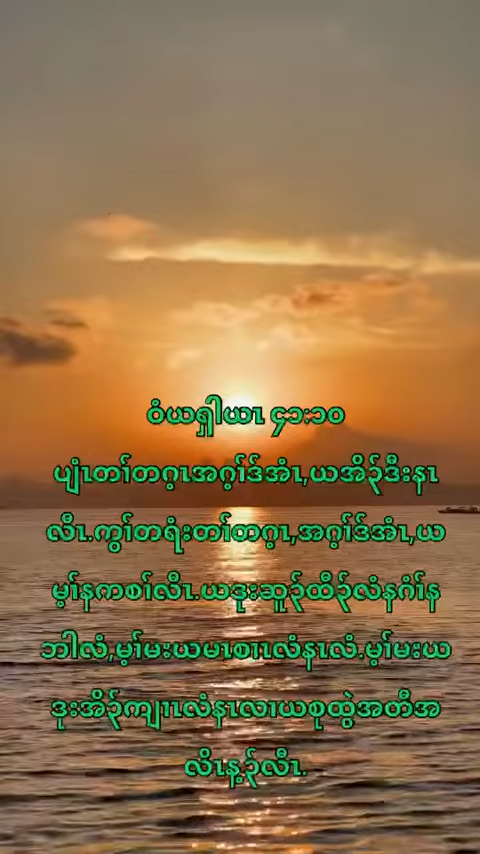 ဝံယရှါယၤ ၄၁:၁၀
ပျံၤတၢ်တဂ့ၤအဂ့ၢ်ဒ်အံၤ,ယအိၣ်ဒီးနၤ
လီၤ.ကွၢ်တရံးတၢ်တဂ့ၤ,အဂ့ၢ်ဒ်အံၤ,ယ
မ့ၢ်နကစၢ်လီၤ.ယဒုးဆူၣ်ထီၣ်လံနဂံၢ်န
ဘါလံ,မ့ၢ်မးယမၤစၢၤလံနၤလံ.မ့ၢ်မးယ
ဒုးအိၣ်ကျၢၤလံနၤလၢယစုထွဲအတီအ
လိၤန့ၣ်လီၤ.